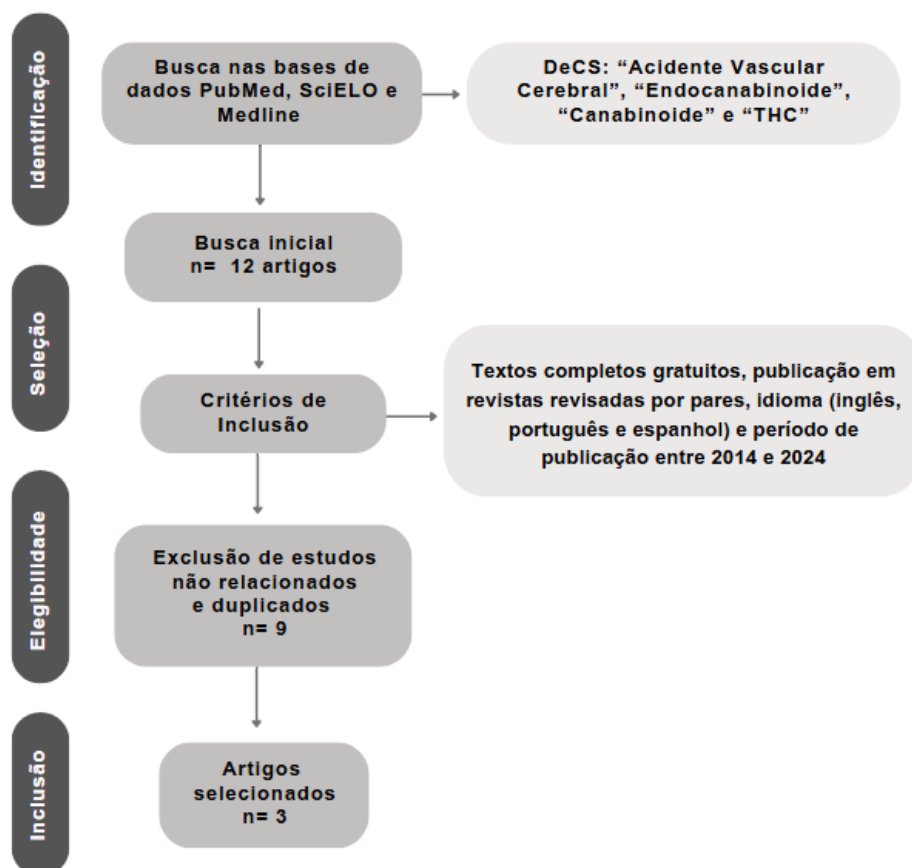 Identificação
Busca nas bases de
dados PubMed, SciELO e
Medline
DeCS: “Acidente Vascular
Cerebral”, “Endocanabinoide”,
“Canabinoide” e “THC”
Busca inicial
n= 12 artigos
Seleção
Critérios de
Inclusão
Textos completos gratuitos, publicação em
revistas revisadas por pares, idioma (inglês,
português e espanhol) e período de
publicação entre 2014 e 2024
Elegibilidade
Exclusão de estudos
não relacionados
e duplicados
n= 9
Inclusão
Artigos
selecionados
n= 3